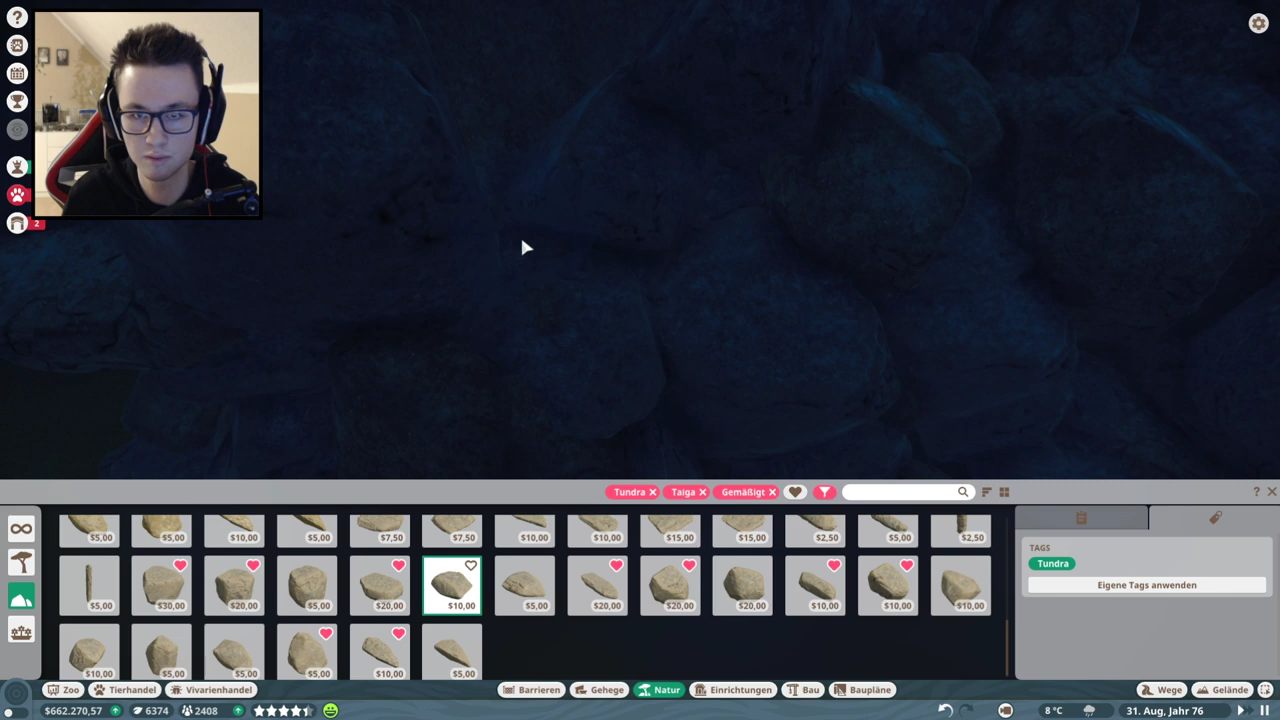 ?
2
Tundra ✕ Taiga ✕ Gemäßigt ✕
? ✕
$5,00 $5,00 $10,00 $5,00 $7,50 $7,50 $10,00 $10,00 $15,00 $15,00 $2,50 $5,00 $2,50
$5,00 $30,00 $20,00 $5,00 $20,00 $10,00 $5,00 $20,00 $20,00 $20,00 $10,00 $10,00 $10,00
$10,00 $5,00 $5,00 $5,00 $10,00 $5,00
TAGS
Tundra
Eigene Tags anwenden
Zoo Tierhandel Vivarienhandel Barrieren Gehege Natur Einrichtungen Bau Baupläne Wege Gelände
$662.270,57 6374 2408 8 °C 31. Aug, Jahr 76